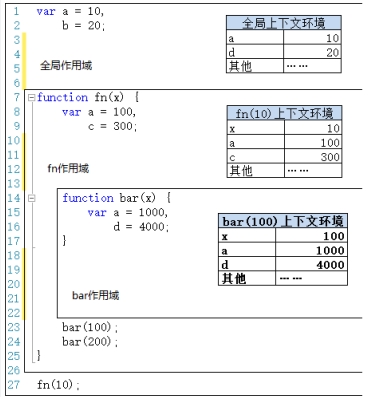 1 var a = 10,
2 b = 20;
3
4
全局作用域
5
6
7 function fn(x) {
8 var a = 100,
9 c = 300;
10
11
fn作用域
12
13
14 function bar(x) {
15 var a = 1000,
16 d = 4000;
17 }
18
19
20
bar作用域
21
22
23 bar(100);
24 bar(200);
25 }
26
27 fn(10);
全局上下文环境
a 10
d 20
其他 ……
fn(10)上下文环境
x 10
a 100
c 300
其他 ……
bar(100)上下文环境
x 100
a 1000
d 4000
其他 ……